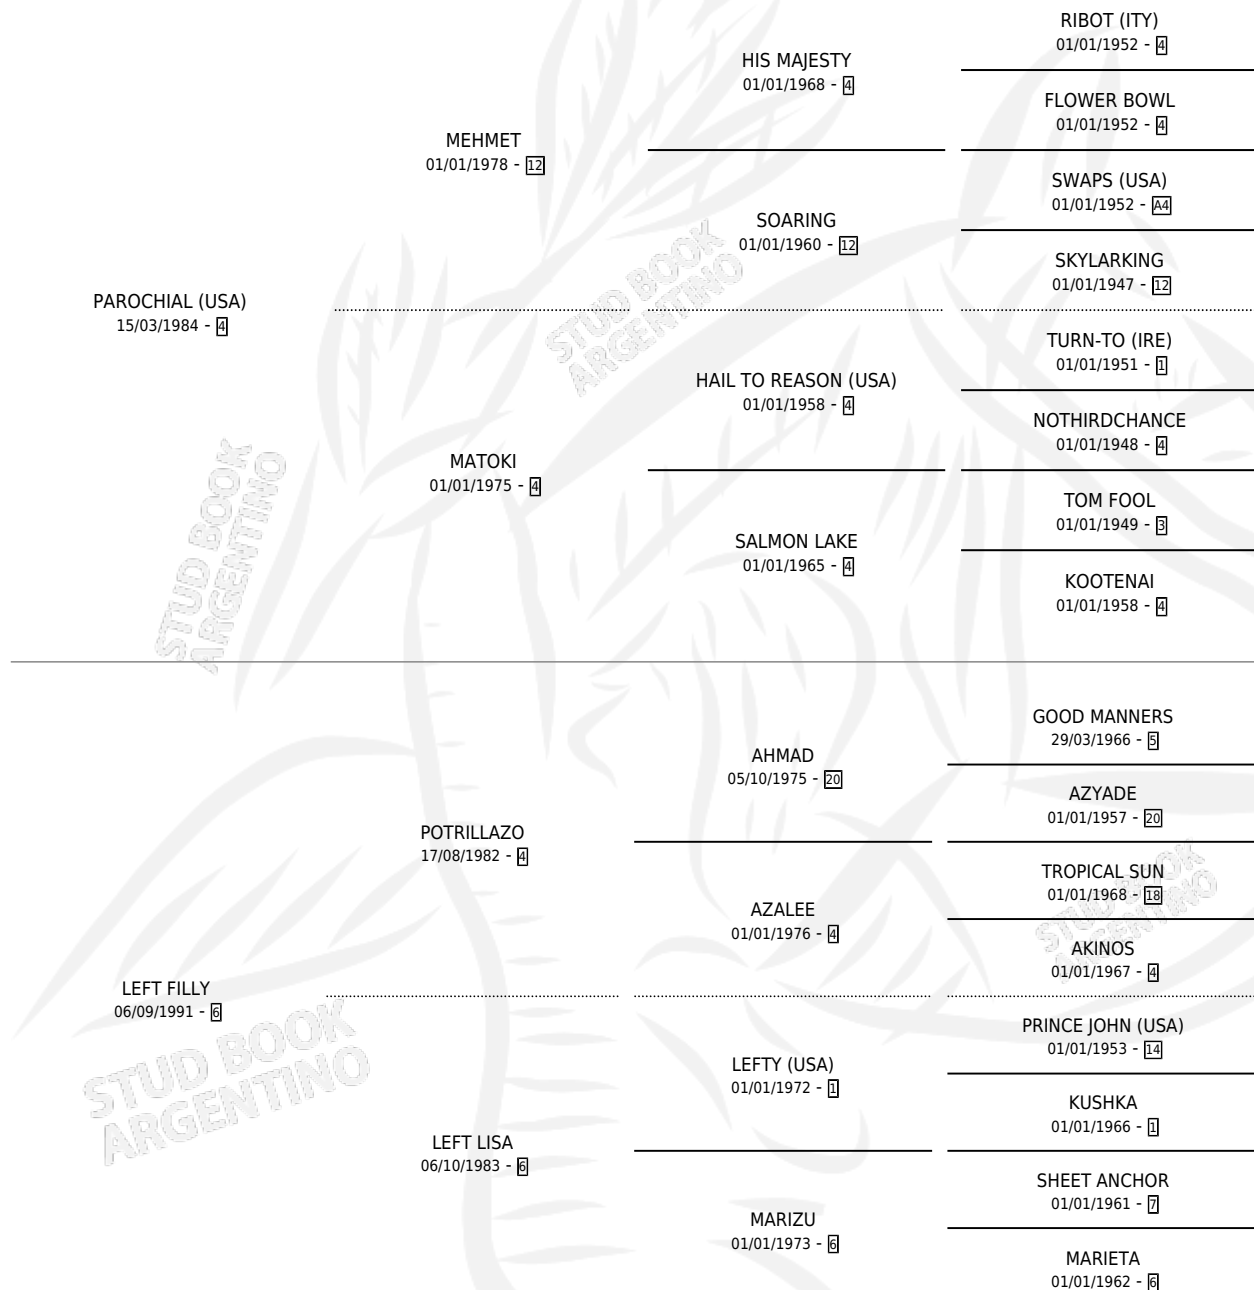 RIBOT (ITY)
01/01/1952 - 4
HIS MAJESTY
01/01/1968 - 4
FLOWER BOWL
01/01/1952 - 4
MEHMET
01/01/1978 - 12
SWAPS (USA)
01/01/1952 - A4
SOARING
01/01/1960 - 12
SKYLARKING
01/01/1947 - 12
PAROCHIAL (USA)
15/03/1984 - 4
TURN-TO (IRE)
01/01/1951 - 1
HAIL TO REASON (USA)
01/01/1958 - 4
NOTHIRDCHANCE
01/01/1948 - 4
MATOKI
01/01/1975 - 4
TOM FOOL
01/01/1949 - 3
SALMON LAKE
01/01/1965 - 4
KOOTENAI
01/01/1958 - 4
STUD BOOK
ARGENTINO
STUD BOOK
ARGENTINO
GOOD MANNERS
29/03/1966 - 5
AHMAD
05/10/1975 - 20
AZYADE
01/01/1957 - 20
POTRILLAZO
17/08/1982 - 4
TROPICAL SUN
01/01/1968 - 18
AZALEE
01/01/1976 - 4
AKINOS
01/01/1967 - 4
STUD BOOK
ARGENTINO
LEFT FILLY
06/09/1991 - 6
PRINCE JOHN (USA)
01/01/1953 - 14
LEFTY (USA)
01/01/1972 - 1
KUSHKA
01/01/1966 - 1
STUD BOOK
ARGENTINO
LEFT LISA
06/10/1983 - 6
SHEET ANCHOR
01/01/1961 - 7
MARIZU
01/01/1973 - 6
MARIETA
01/01/1962 - 6